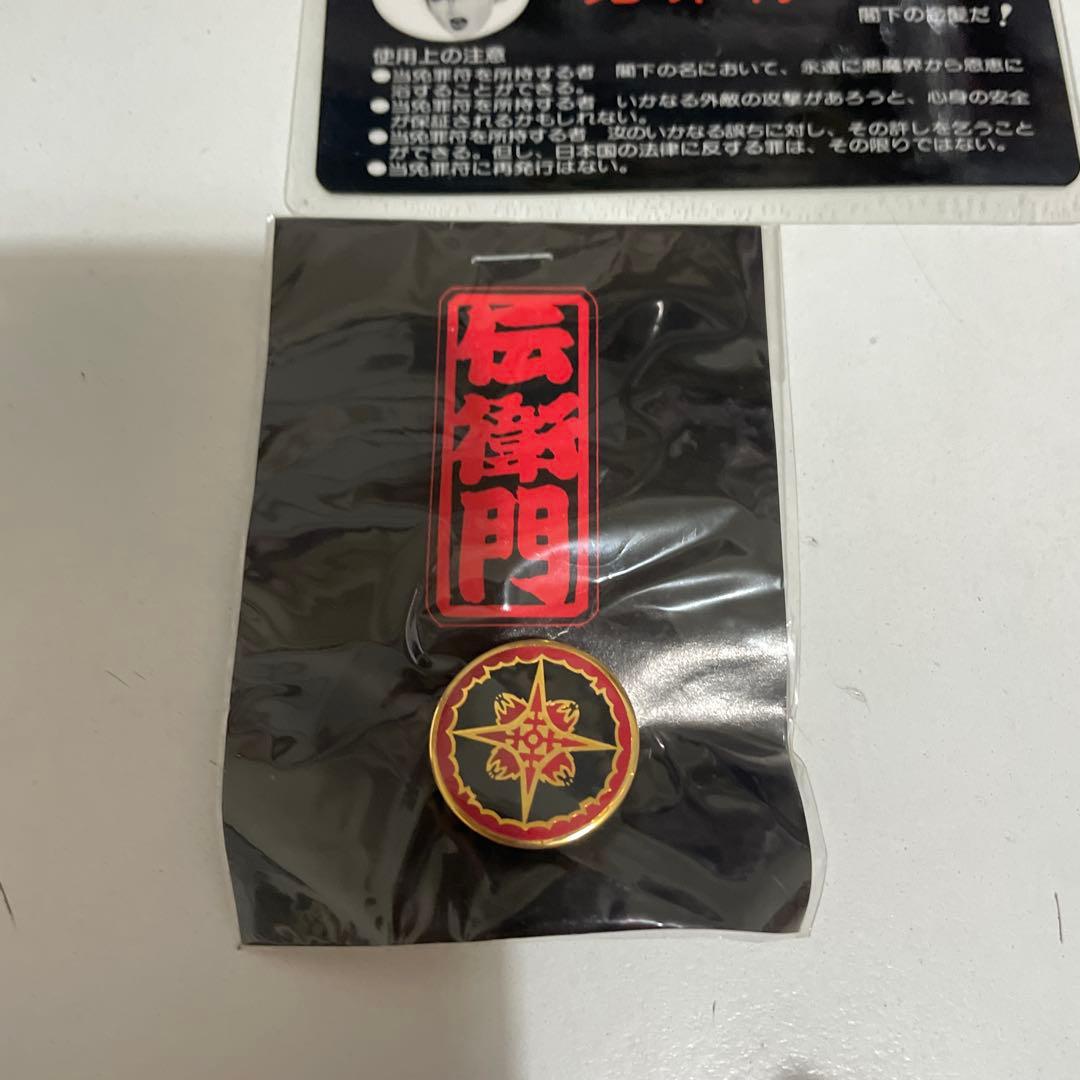 閣下の遺髪だ!
使用上の注意
●当免罪符を所持する者　閣下の名において、永遠に悪魔界から恩恵に
浴することができる。
●当免罪符を所持する者　いかなる外敵の攻撃があろうと、心身の安全
が保証されるかもしれない。
●当免罪符を所持する者　汝のいかなる誤ちに対し、その許しを乞うこと
ができる。但し、日本国の法律に反する罪は、その限りではない。
●当免罪符に再発行はない。
伝衛門